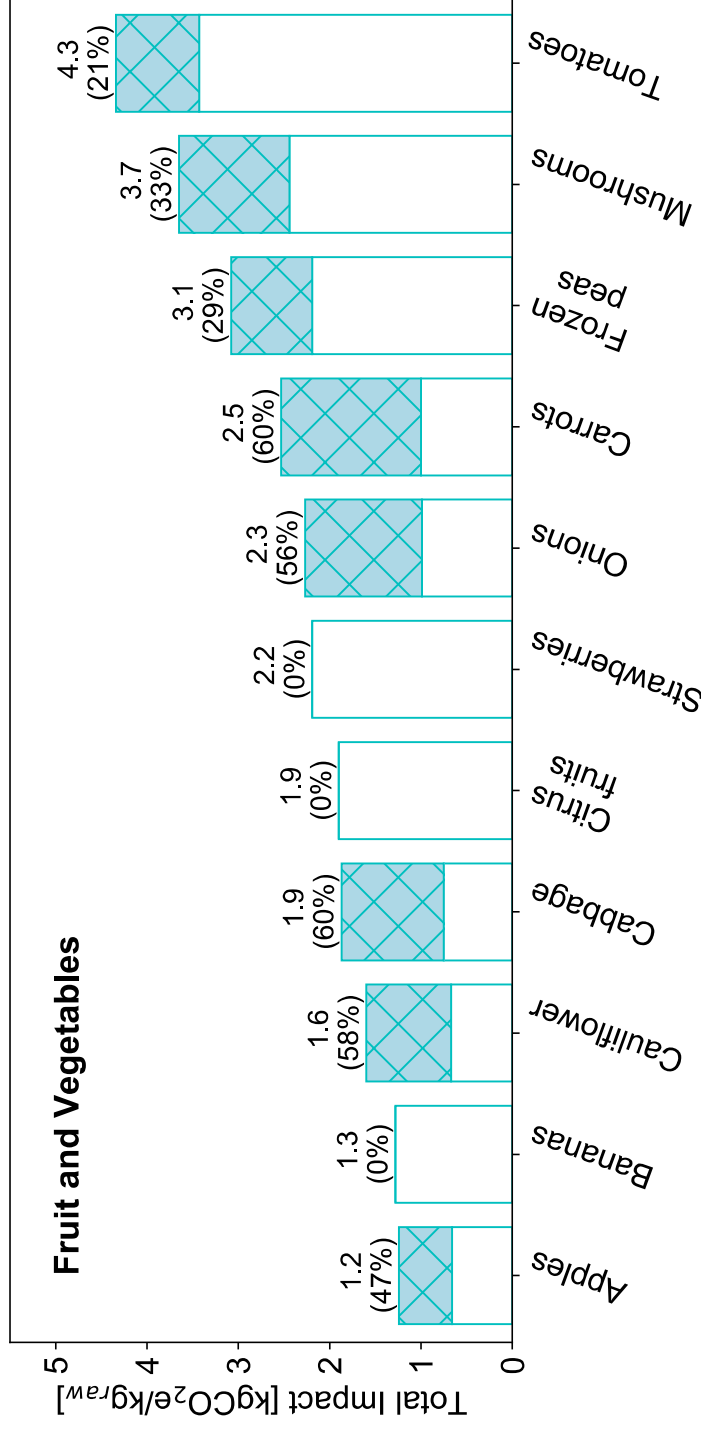 Fruit and Vegetables
Total Impact [kgCO₂e/kg_raw]
5
4
3
2
1
0
1.2
(47%)
1.3
(0%)
1.6
(58%)
1.9
(60%)
1.9
(0%)
2.2
(0%)
2.3
(56%)
2.5
(60%)
3.1
(29%)
3.7
(33%)
4.3
(21%)
Apples
Bananas
Cauliflower
Cabbage
Citrus
fruits
Strawberries
Onions
Carrots
Frozen
peas
Mushrooms
Tomatoes